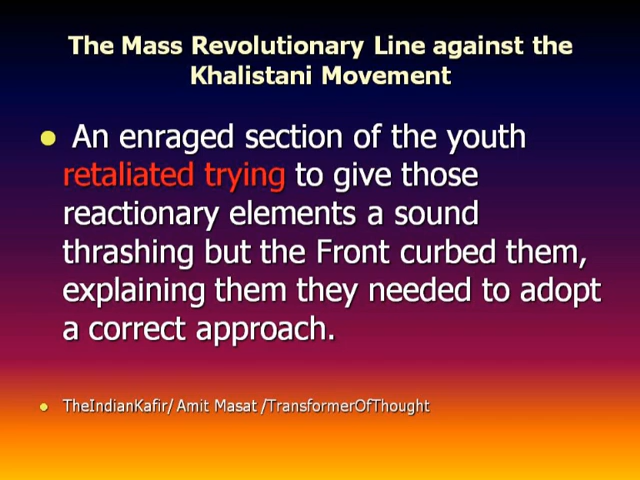 The Mass Revolutionary Line against the
Khalistani Movement
An enraged section of the youth
retaliated trying to give those
reactionary elements a sound
thrashing but the Front curbed them,
explaining them they needed to adopt
a correct approach.
TheIndianKafir/ Amit Masat /TransformerOfThought